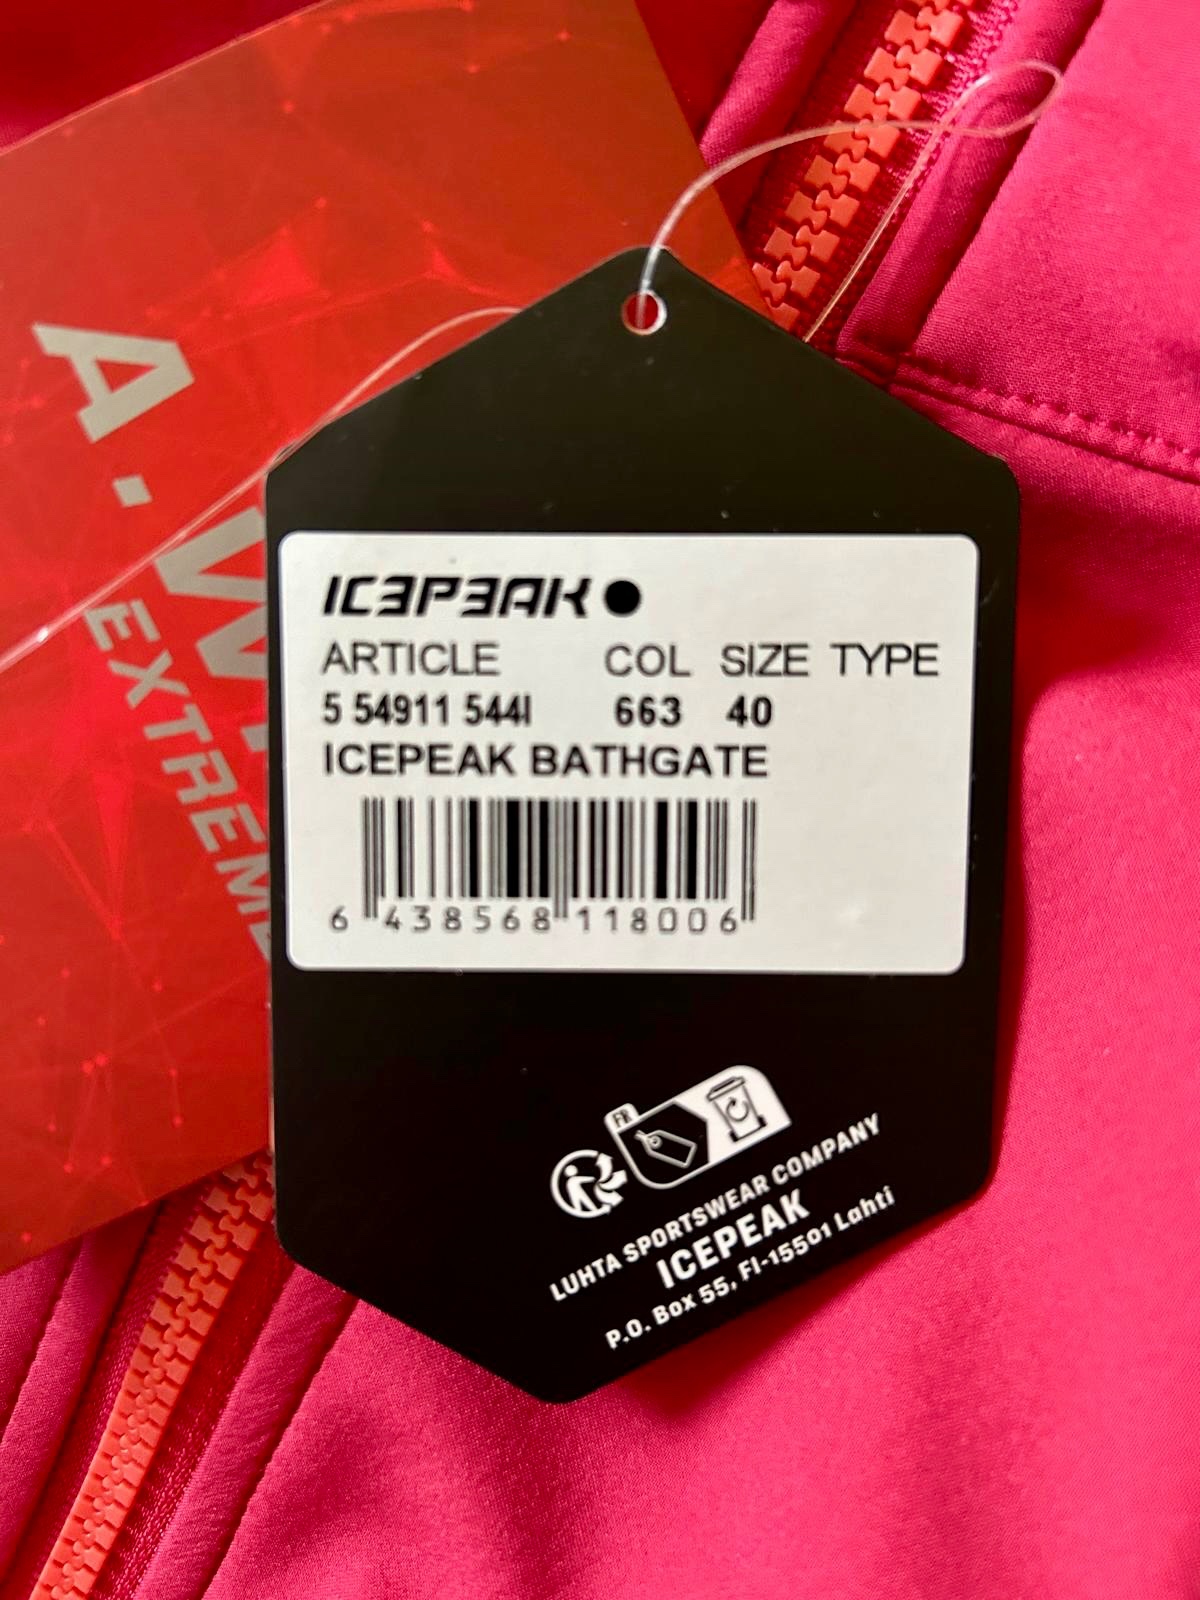 A.W
EXTREME
ICEPEAK
ARTICLE COL SIZE TYPE
5 54911 544I 663 40
ICEPEAK BATHGATE
6 438568 118006
FR
LUHTA SPORTSWEAR COMPANY
ICEPEAK
P.O. Box 55, FI-15501 Lahti